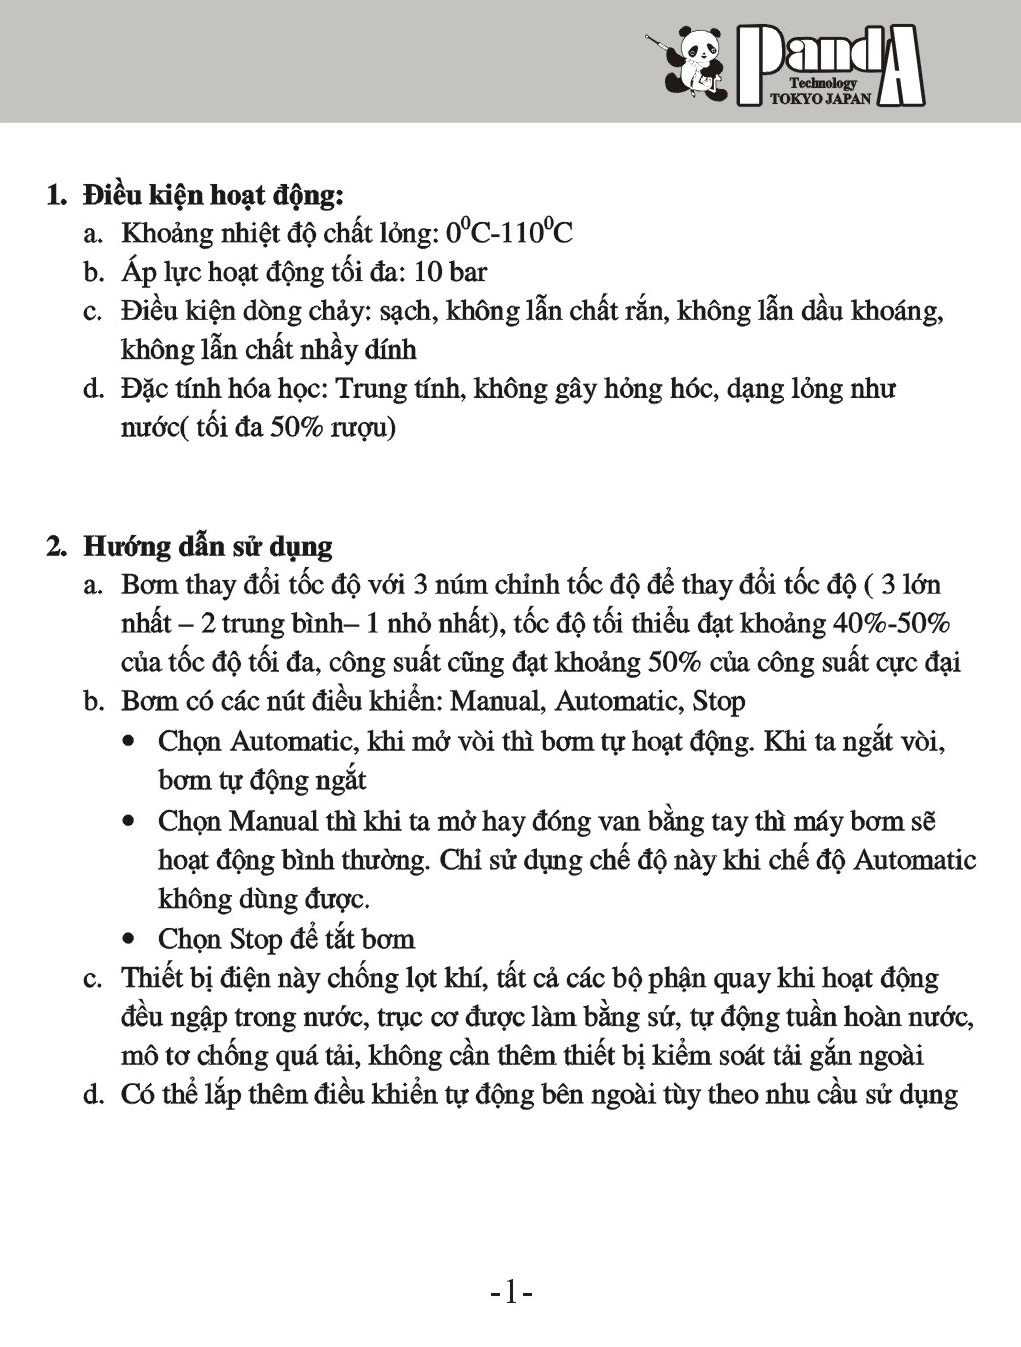 Panda
Technology
TOKYO JAPAN
1. Điều kiện hoạt động:
a. Khoảng nhiệt độ chất lỏng: 0⁰C-110⁰C
b. Áp lực hoạt động tối đa: 10 bar
c. Điều kiện dòng chảy: sạch, không lẫn chất rắn, không lẫn dầu khoáng,
không lẫn chất nhầy dính
d. Đặc tính hóa học: Trung tính, không gây hỏng hóc, dạng lỏng như
nước( tối đa 50% rượu)
2. Hướng dẫn sử dụng
a. Bơm thay đổi tốc độ với 3 núm chỉnh tốc độ để thay đổi tốc độ ( 3 lớn
nhất – 2 trung bình– 1 nhỏ nhất), tốc độ tối thiểu đạt khoảng 40%-50%
của tốc độ tối đa, công suất cũng đạt khoảng 50% của công suất cực đại
b. Bơm có các nút điều khiển: Manual, Automatic, Stop
• Chọn Automatic, khi mở vòi thì bơm tự hoạt động. Khi ta ngắt vòi,
bơm tự động ngắt
• Chọn Manual thì khi ta mở hay đóng van bằng tay thì máy bơm sẽ
hoạt động bình thường. Chỉ sử dụng chế độ này khi chế độ Automatic
không dùng được.
• Chọn Stop để tắt bơm
c. Thiết bị điện này chống lọt khí, tất cả các bộ phận quay khi hoạt động
đều ngập trong nước, trục cơ được làm bằng sứ, tự động tuần hoàn nước,
mô tơ chống quá tải, không cần thêm thiết bị kiểm soát tải gắn ngoài
d. Có thể lắp thêm điều khiển tự động bên ngoài tùy theo nhu cầu sử dụng
-1-